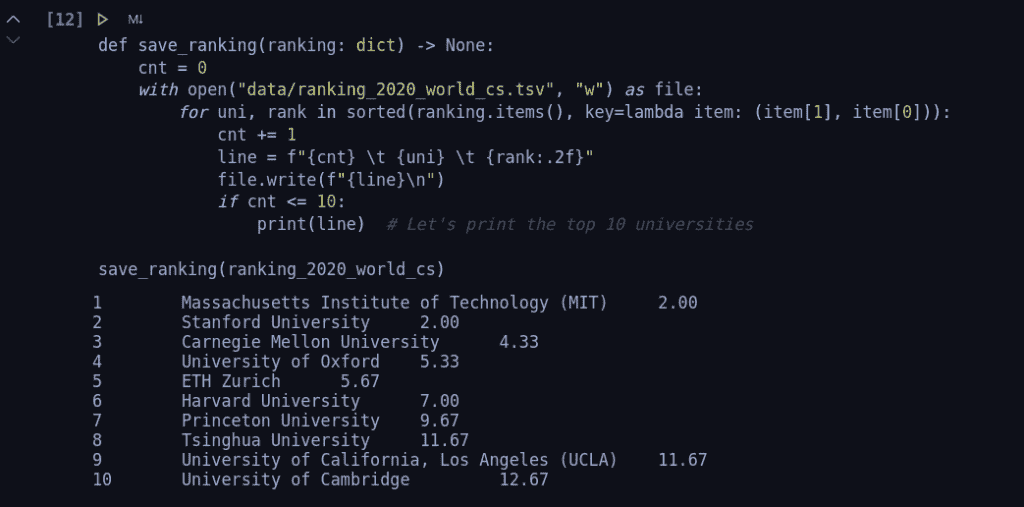 [12] M↓
def save_ranking(ranking: dict) -> None:
    cnt = 0
    with open("data/ranking_2020_world_cs.tsv", "w") as file:
        for uni, rank in sorted(ranking.items(), key=lambda item: (item[1], item[0])):
            cnt += 1
            line = f"{cnt} \t {uni} \t {rank:.2f}"
            file.write(f"{line}\n")
            if cnt <= 10:
                print(line)  # Let's print the top 10 universities
save_ranking(ranking_2020_world_cs)
1 Massachusetts Institute of Technology (MIT) 2.00
2 Stanford University 2.00
3 Carnegie Mellon University 4.33
4 University of Oxford 5.33
5 ETH Zurich 5.67
6 Harvard University 7.00
7 Princeton University 9.67
8 Tsinghua University 11.67
9 University of California, Los Angeles (UCLA) 11.67
10 University of Cambridge 12.67